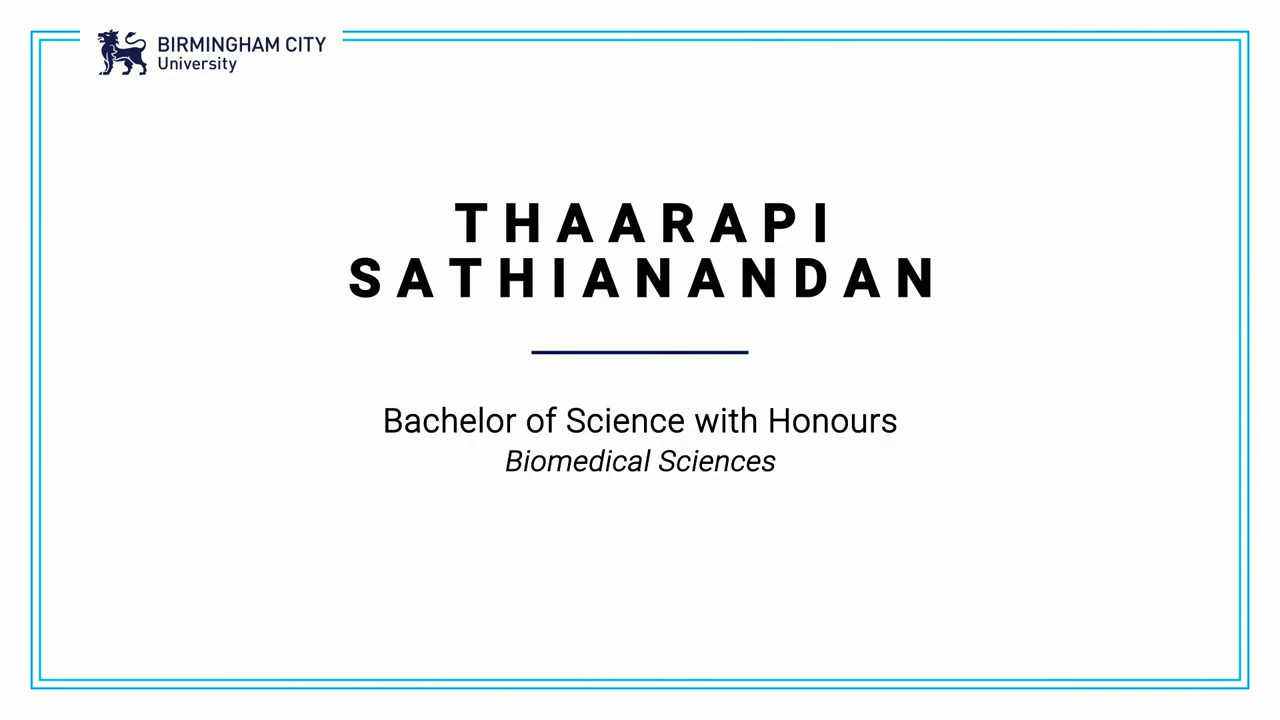 BIRMINGHAM CITY
University
THAARAPI
SATHIANANDAN
Bachelor of Science with Honours
Biomedical Sciences